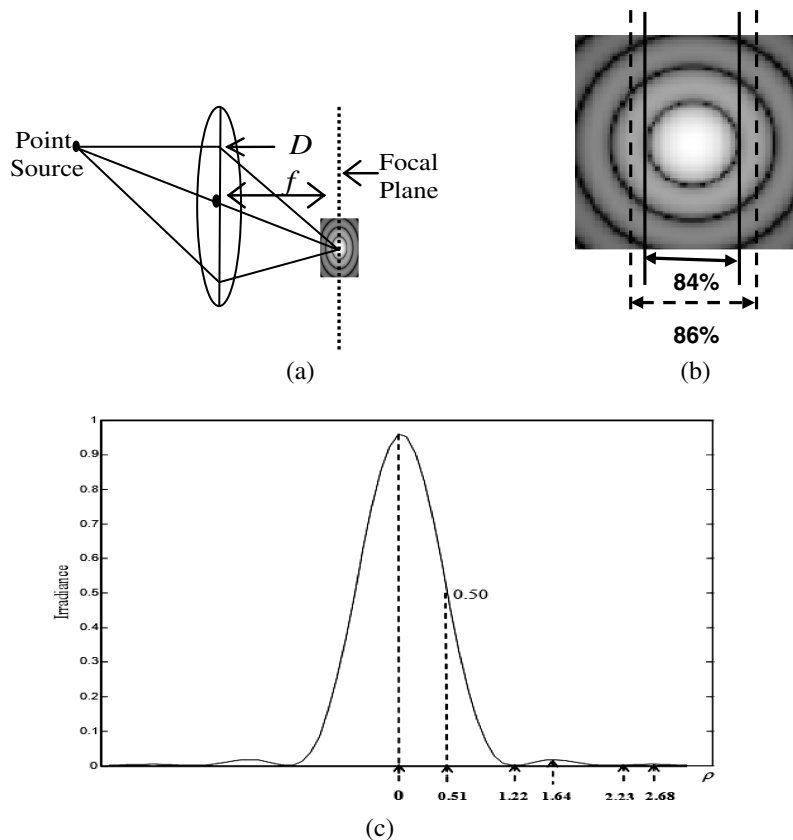 Point
Source
D
f
Focal
Plane
(a)
84%
86%
(b)
1
0.9
0.8
0.7
0.6
0.5
0.4
0.3
0.2
0.1
0
Irradiance
0.50
ρ
0
0.51
1.22
1.64
2.23
2.68
(c)